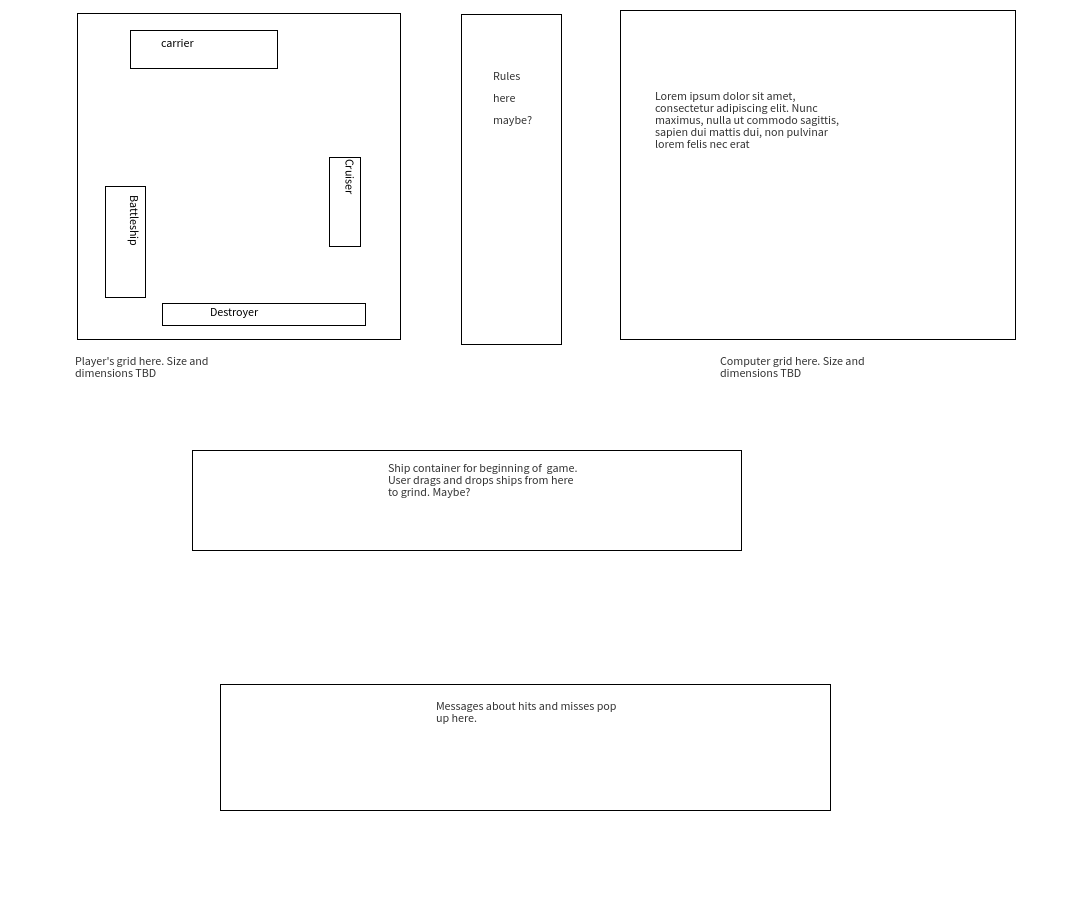 carrier
Battleship
Cruiser
Destroyer
Player's grid here. Size and
dimensions TBD
Rules
here
maybe?
Lorem ipsum dolor sit amet,
consectetur adipiscing elit. Nunc
maximus, nulla ut commodo sagittis,
sapien dui mattis dui, non pulvinar
lorem felis nec erat
Computer grid here. Size and
dimensions TBD
Ship container for beginning of  game.
User drags and drops ships from here
to grind. Maybe?
Messages about hits and misses pop
up here.